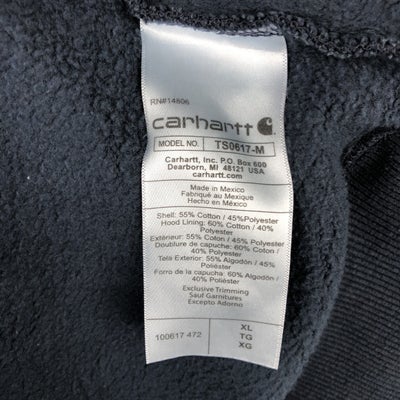 RN#14806
carhartt
MODEL NO. TS0617-M
Carhartt, Inc. P.O. Box 600
Dearborn, MI 48121 USA
carhartt.com
Made in Mexico
Fabriqué au Mexique
Hecho en México
Shell: 55% Cotton / 45%Polyester
Hood Lining: 60% Cotton / 40%
Polyester
Extérieur: 55% Coton / 45% Polyester
Doublure de capuche: 60% Coton /
40% Polyester
Tela Exterior: 55% Algodón / 45%
Poliester
Forro de la capucha: 60% Algodón /
40% Poliester
Exclusive Trimming
Sauf Garnitures
Excepto Adorno
100617 472
XL
TG
XG